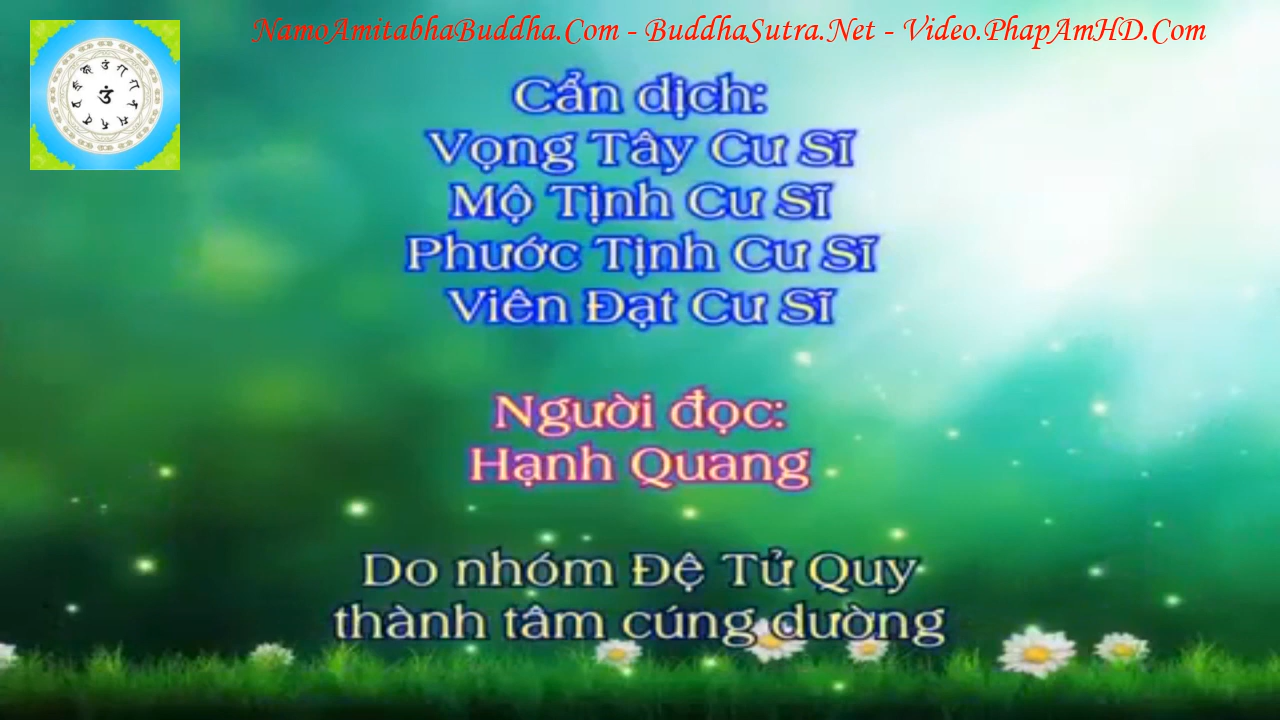 NamoAmitabhaBuddha.Com - BuddhaSutra.Net - Video.PhapAmHD.Com
Cẩn dịch:
Vọng Tây Cư Sĩ
Mộ Tịnh Cư Sĩ
Phước Tịnh Cư Sĩ
Viên Đạt Cư Sĩ
Người đọc:
Hạnh Quang
Do nhóm Đệ Tử Quy
thành tâm cúng dường